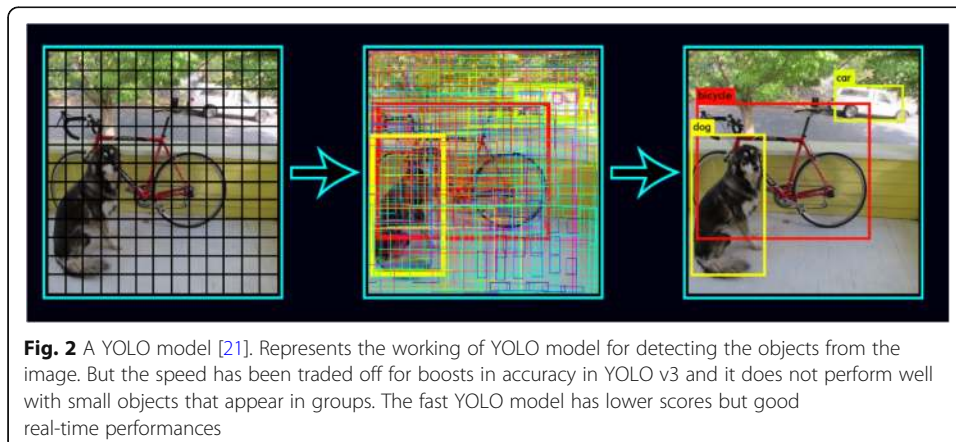 car
bicycle
dog
Fig. 2 A YOLO model [21]. Represents the working of YOLO model for detecting the objects from the
image. But the speed has been traded off for boosts in accuracy in YOLO v3 and it does not perform well
with small objects that appear in groups. The fast YOLO model has lower scores but good
real-time performances